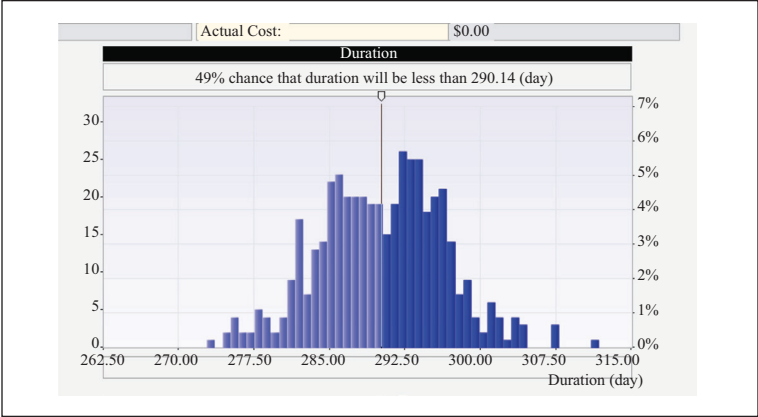 Actual Cost: $0.00
Duration
49% chance that duration will be less than 290.14 (day)
30 7%
25 6%
20 5%
15 4%
10 3%
5 2%
0 1%
0%
262.50 270.00 277.50 285.00 292.50 300.00 307.50 315.00
Duration (day)